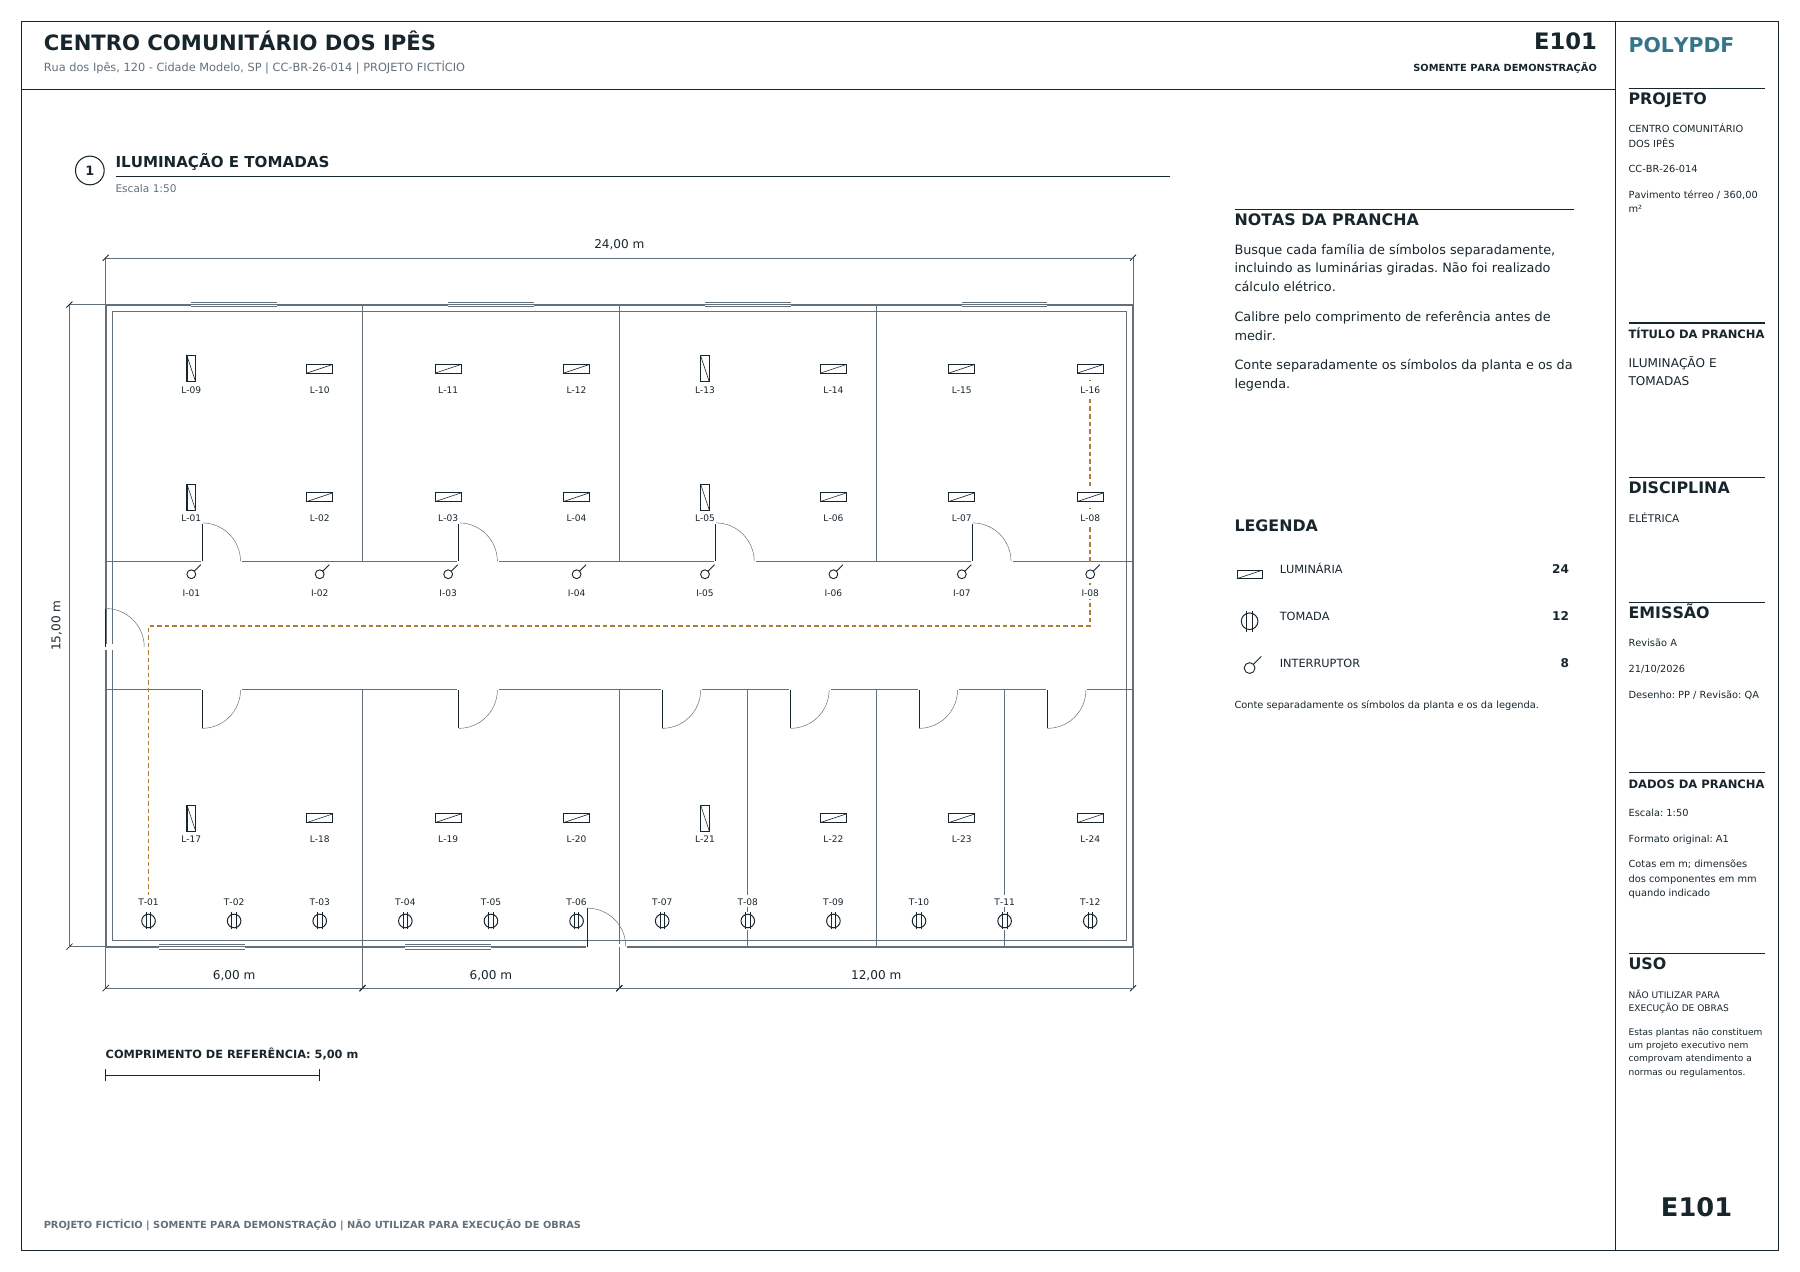 CENTRO COMUNITÁRIO DOS IPÊS
Rua dos Ipês, 120 - Cidade Modelo, SP | CC-BR-26-014 | PROJETO FICTÍCIO
E101
SOMENTE PARA DEMONSTRAÇÃO
1
ILUMINAÇÃO E TOMADAS
Escala 1:50
24,00 m
15,00 m
L-09 L-10 L-11 L-12 L-13 L-14 L-15 L-16
L-01 L-02 L-03 L-04 L-05 L-06 L-07 L-08
I-01 I-02 I-03 I-04 I-05 I-06 I-07 I-08
L-17 L-18 L-19 L-20 L-21 L-22 L-23 L-24
T-01 T-02 T-03 T-04 T-05 T-06 T-07 T-08 T-09 T-10 T-11 T-12
6,00 m 6,00 m 12,00 m
COMPRIMENTO DE REFERÊNCIA: 5,00 m
NOTAS DA PRANCHA
Busque cada família de símbolos separadamente,
incluindo as luminárias giradas. Não foi realizado
cálculo elétrico.
Calibre pelo comprimento de referência antes de
medir.
Conte separadamente os símbolos da planta e os da
legenda.
LEGENDA
LUMINÁRIA 24
TOMADA 12
INTERRUPTOR 8
Conte separadamente os símbolos da planta e os da legenda.
POLYPDF
PROJETO
CENTRO COMUNITÁRIO
DOS IPÊS
CC-BR-26-014
Pavimento térreo / 360,00
m²
TÍTULO DA PRANCHA
ILUMINAÇÃO E
TOMADAS
DISCIPLINA
ELÉTRICA
EMISSÃO
Revisão A
21/10/2026
Desenho: PP / Revisão: QA
DADOS DA PRANCHA
Escala: 1:50
Formato original: A1
Cotas em m; dimensões
dos componentes em mm
quando indicado
USO
NÃO UTILIZAR PARA
EXECUÇÃO DE OBRAS
Estas plantas não constituem
um projeto executivo nem
comprovam atendimento a
normas ou regulamentos.
E101
PROJETO FICTÍCIO | SOMENTE PARA DEMONSTRAÇÃO | NÃO UTILIZAR PARA EXECUÇÃO DE OBRAS